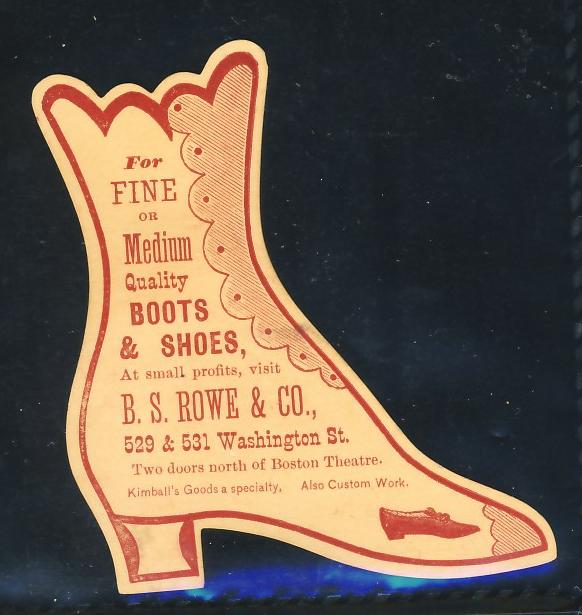 For
FINE
OR
Medium
Quality
BOOTS
& SHOES,
At small profits, visit
B. S. ROWE & CO.,
529 & 531 Washington St.
Two doors north of Boston Theatre.
Kimball's Goods a specialty, Also Custom Work.